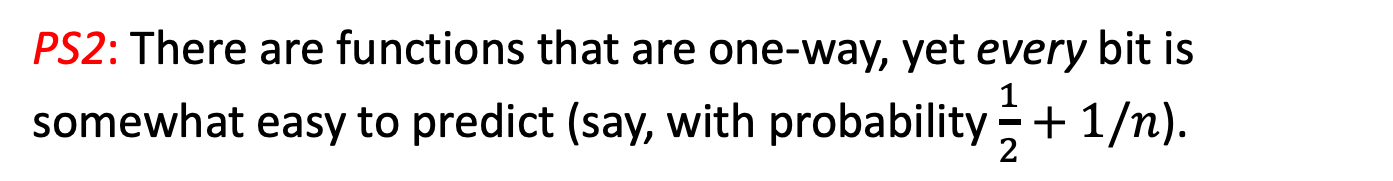 PS2: There are functions that are one-way, yet every bit is
somewhat easy to predict (say, with probability 1/2 + 1/n).